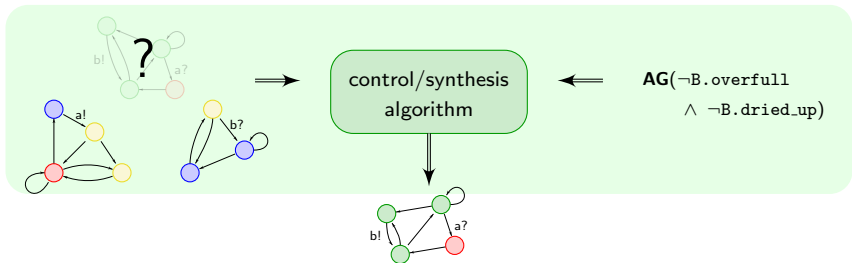 b!
?
a?
a!
b?
control/synthesis
algorithm
AG(¬B.overfull
∧ ¬B.dried_up)
b!
a?